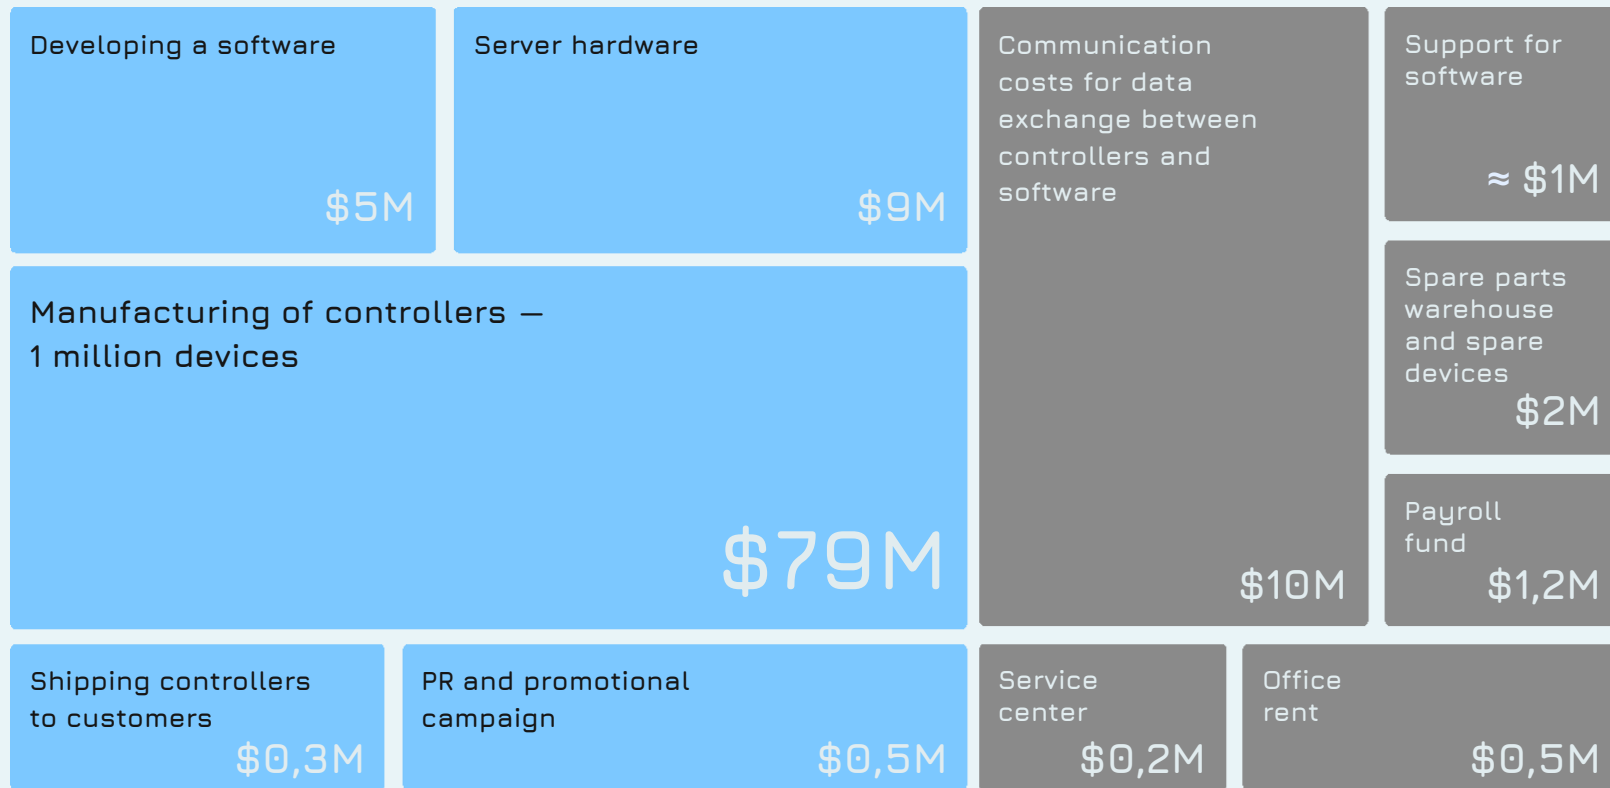 Developing a software
$5M
Server hardware
$9M
Manufacturing of controllers —
1 million devices
$79M
Shipping controllers
to customers
$0,3M
PR and promotional
campaign
$0,5M
Communication
costs for data
exchange between
controllers and
software
$10M
Support for
software
≈ $1M
Spare parts
warehouse
and spare
devices
$2M
Payroll
fund
$1,2M
Service
center
$0,2M
Office
rent
$0,5M